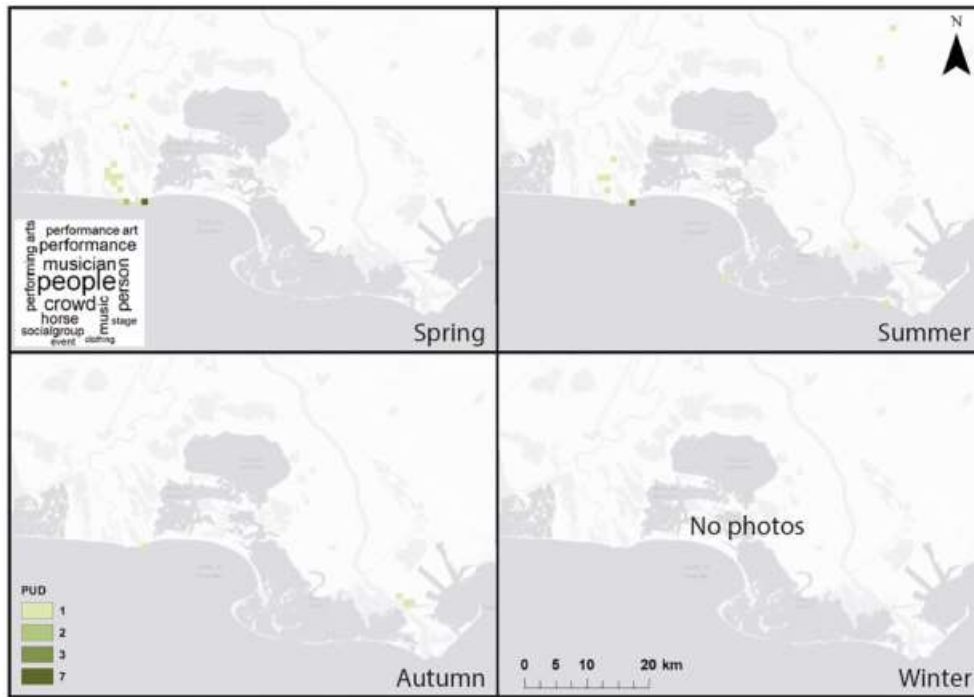 N
performance art
performing arts
performance
musician
people
person
crowd
music
horse
stage
socialgroup
clothing
event
Spring
Summer
No photos
PUD
1
2
3
7
Autumn
0 5 10 20 km
Winter